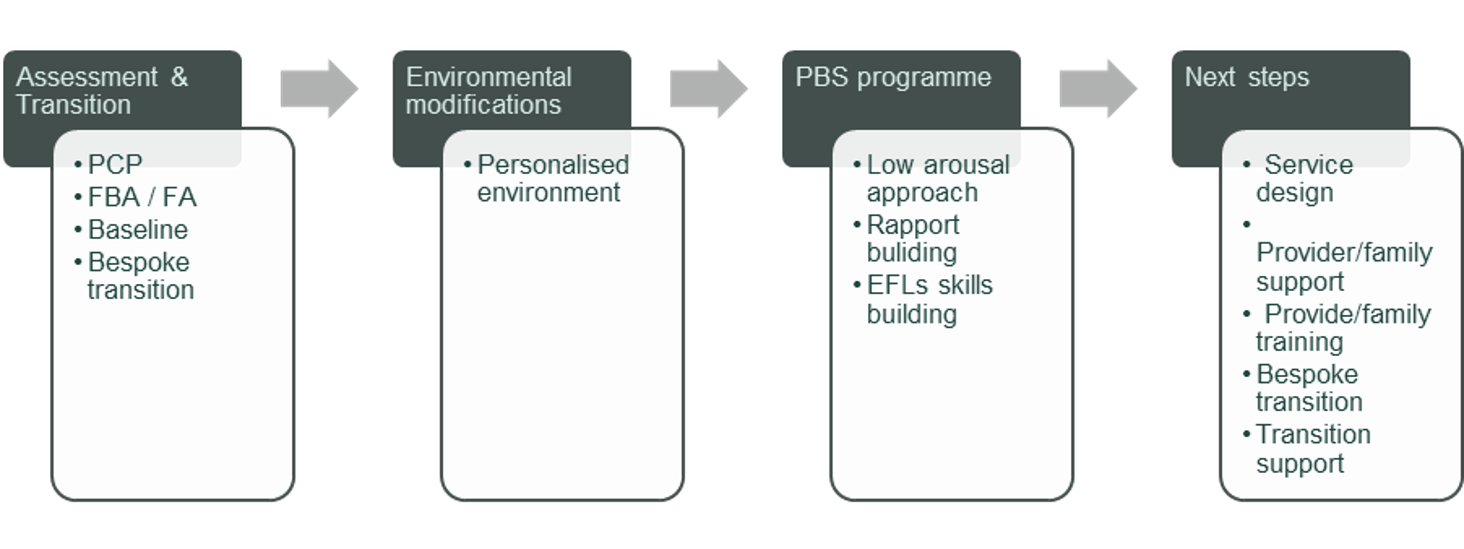 Assessment &
Transition
• PCP
• FBA / FA
• Baseline
• Bespoke
transition
Environmental
modifications
• Personalised
environment
PBS programme
• Low arousal
approach
• Rapport
buliding
• EFLs skills
building
Next steps
• Service
design
•
Provider/family
support
• Provide/family
training
• Bespoke
transition
• Transition
support